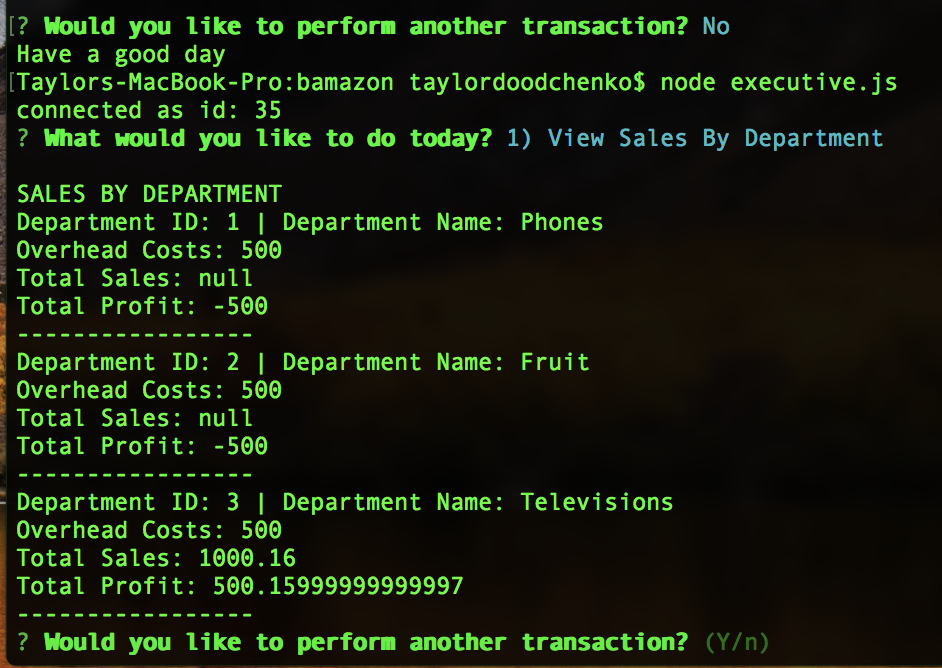 [? Would you like to perform another transaction? No
Have a good day
[Taylors-MacBook-Pro:bamazon taylordoodchenko$ node executive.js
connected as id: 35
? What would you like to do today? 1) View Sales By Department
SALES BY DEPARTMENT
Department ID: 1 | Department Name: Phones
Overhead Costs: 500
Total Sales: null
Total Profit: -500
-----------------
Department ID: 2 | Department Name: Fruit
Overhead Costs: 500
Total Sales: null
Total Profit: -500
-----------------
Department ID: 3 | Department Name: Televisions
Overhead Costs: 500
Total Sales: 1000.16
Total Profit: 500.15999999999997
-----------------
? Would you like to perform another transaction? (Y/n)